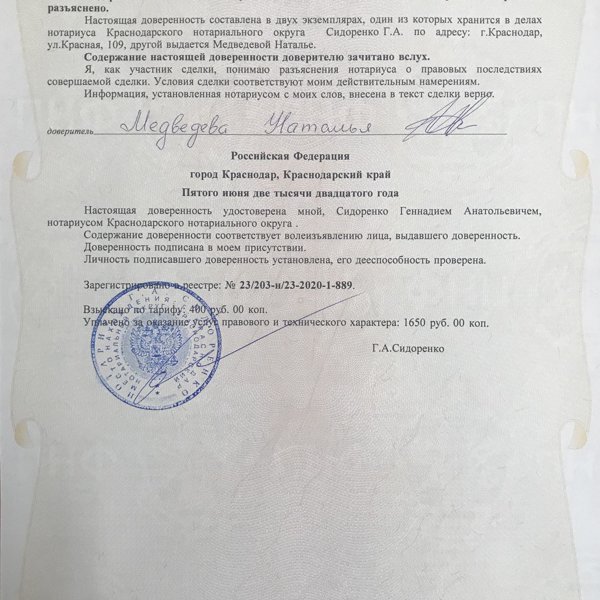 разъяснено.
Настоящая доверенность составлена в двух экземплярах, один из которых хранится в делах
нотариуса Краснодарского нотариального округа Сидоренко Г.А. по адресу: г.Краснодар,
ул.Красная, 109, другой выдается Медведевой Наталье.
Содержание настоящей доверенности доверителю зачитано вслух.
Я, как участник сделки, понимаю разъяснения нотариуса о правовых последствиях
совершаемой сделки. Условия сделки соответствуют моим действительным намерениям.
Информация, установленная нотариусом с моих слов, внесена в текст сделки верно.
доверитель Медведева Наталья
Российская Федерация
город Краснодар, Краснодарский край
Пятого июня две тысячи двадцатого года
Настоящая доверенность удостоверена мной, Сидоренко Геннадием Анатольевичем,
нотариусом Краснодарского нотариального округа .
Содержание доверенности соответствует волеизъявлению лица, выдавшего доверенность.
Доверенность подписана в моем присутствии.
Личность подписавшего доверенность установлена, его дееспособность проверена.
Зарегистрировано в реестре: № 23/203-н/23-2020-1-889.
Взыскано по тарифу: 400 руб. 00 коп.
Уплачено за оказание услуг правового и технического характера: 1650 руб. 00 коп.
Г.А.Сидоренко